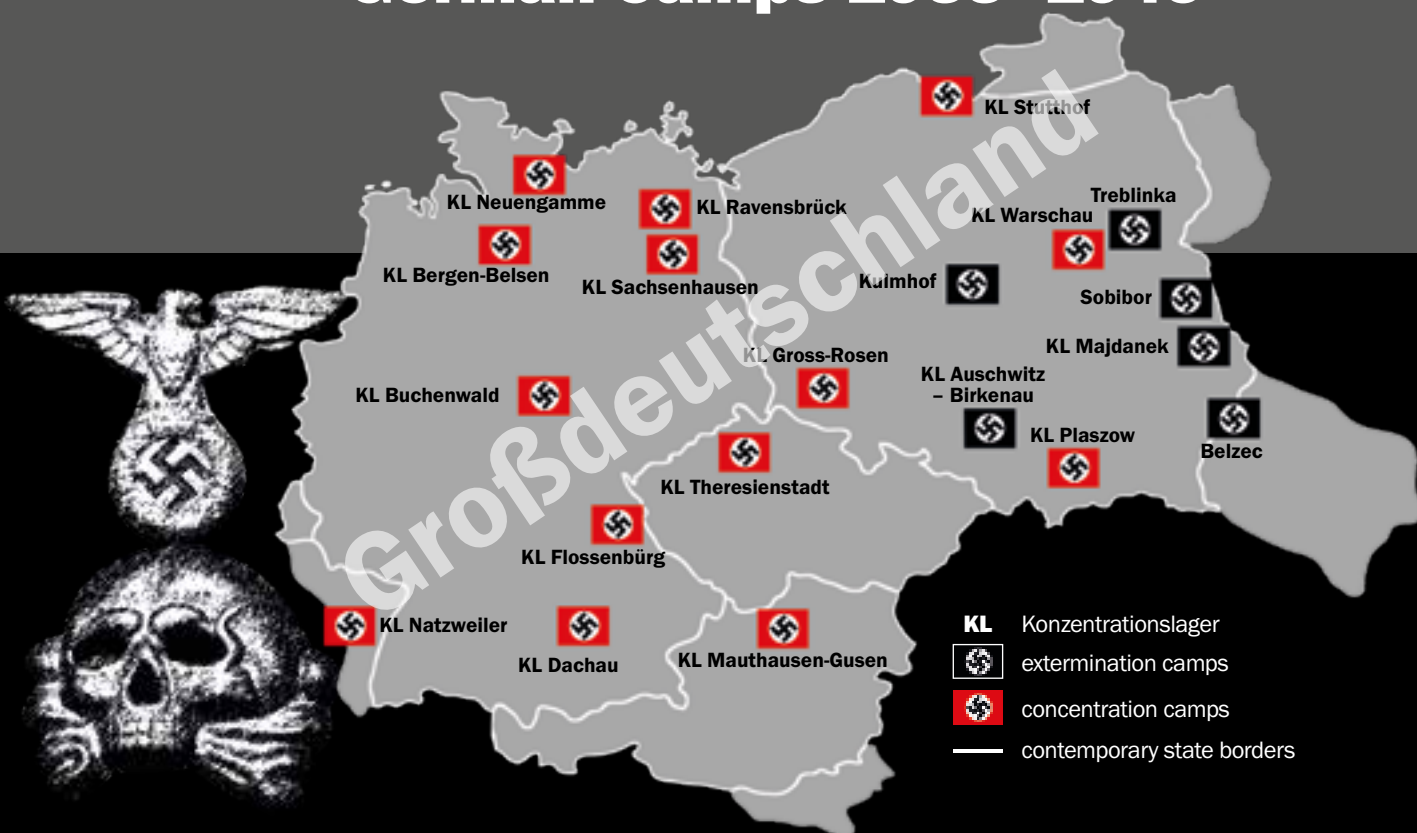 German camps
KL Stutthof
KL Neuengamme
KL Ravensbrück
Treblinka
KL Warschau
KL Bergen-Belsen
KL Sachsenhausen
Kulmhof
Sobibor
Großdeutschland
KL Majdanek
KL Gross-Rosen
KL Auschwitz
– Birkenau
KL Buchenwald
KL Plaszow
Belzec
KL Theresienstadt
KL Flossenbürg
KL Natzweiler
KL Dachau
KL Mauthausen-Gusen
KL Konzentrationslager
extermination camps
concentration camps
contemporary state borders